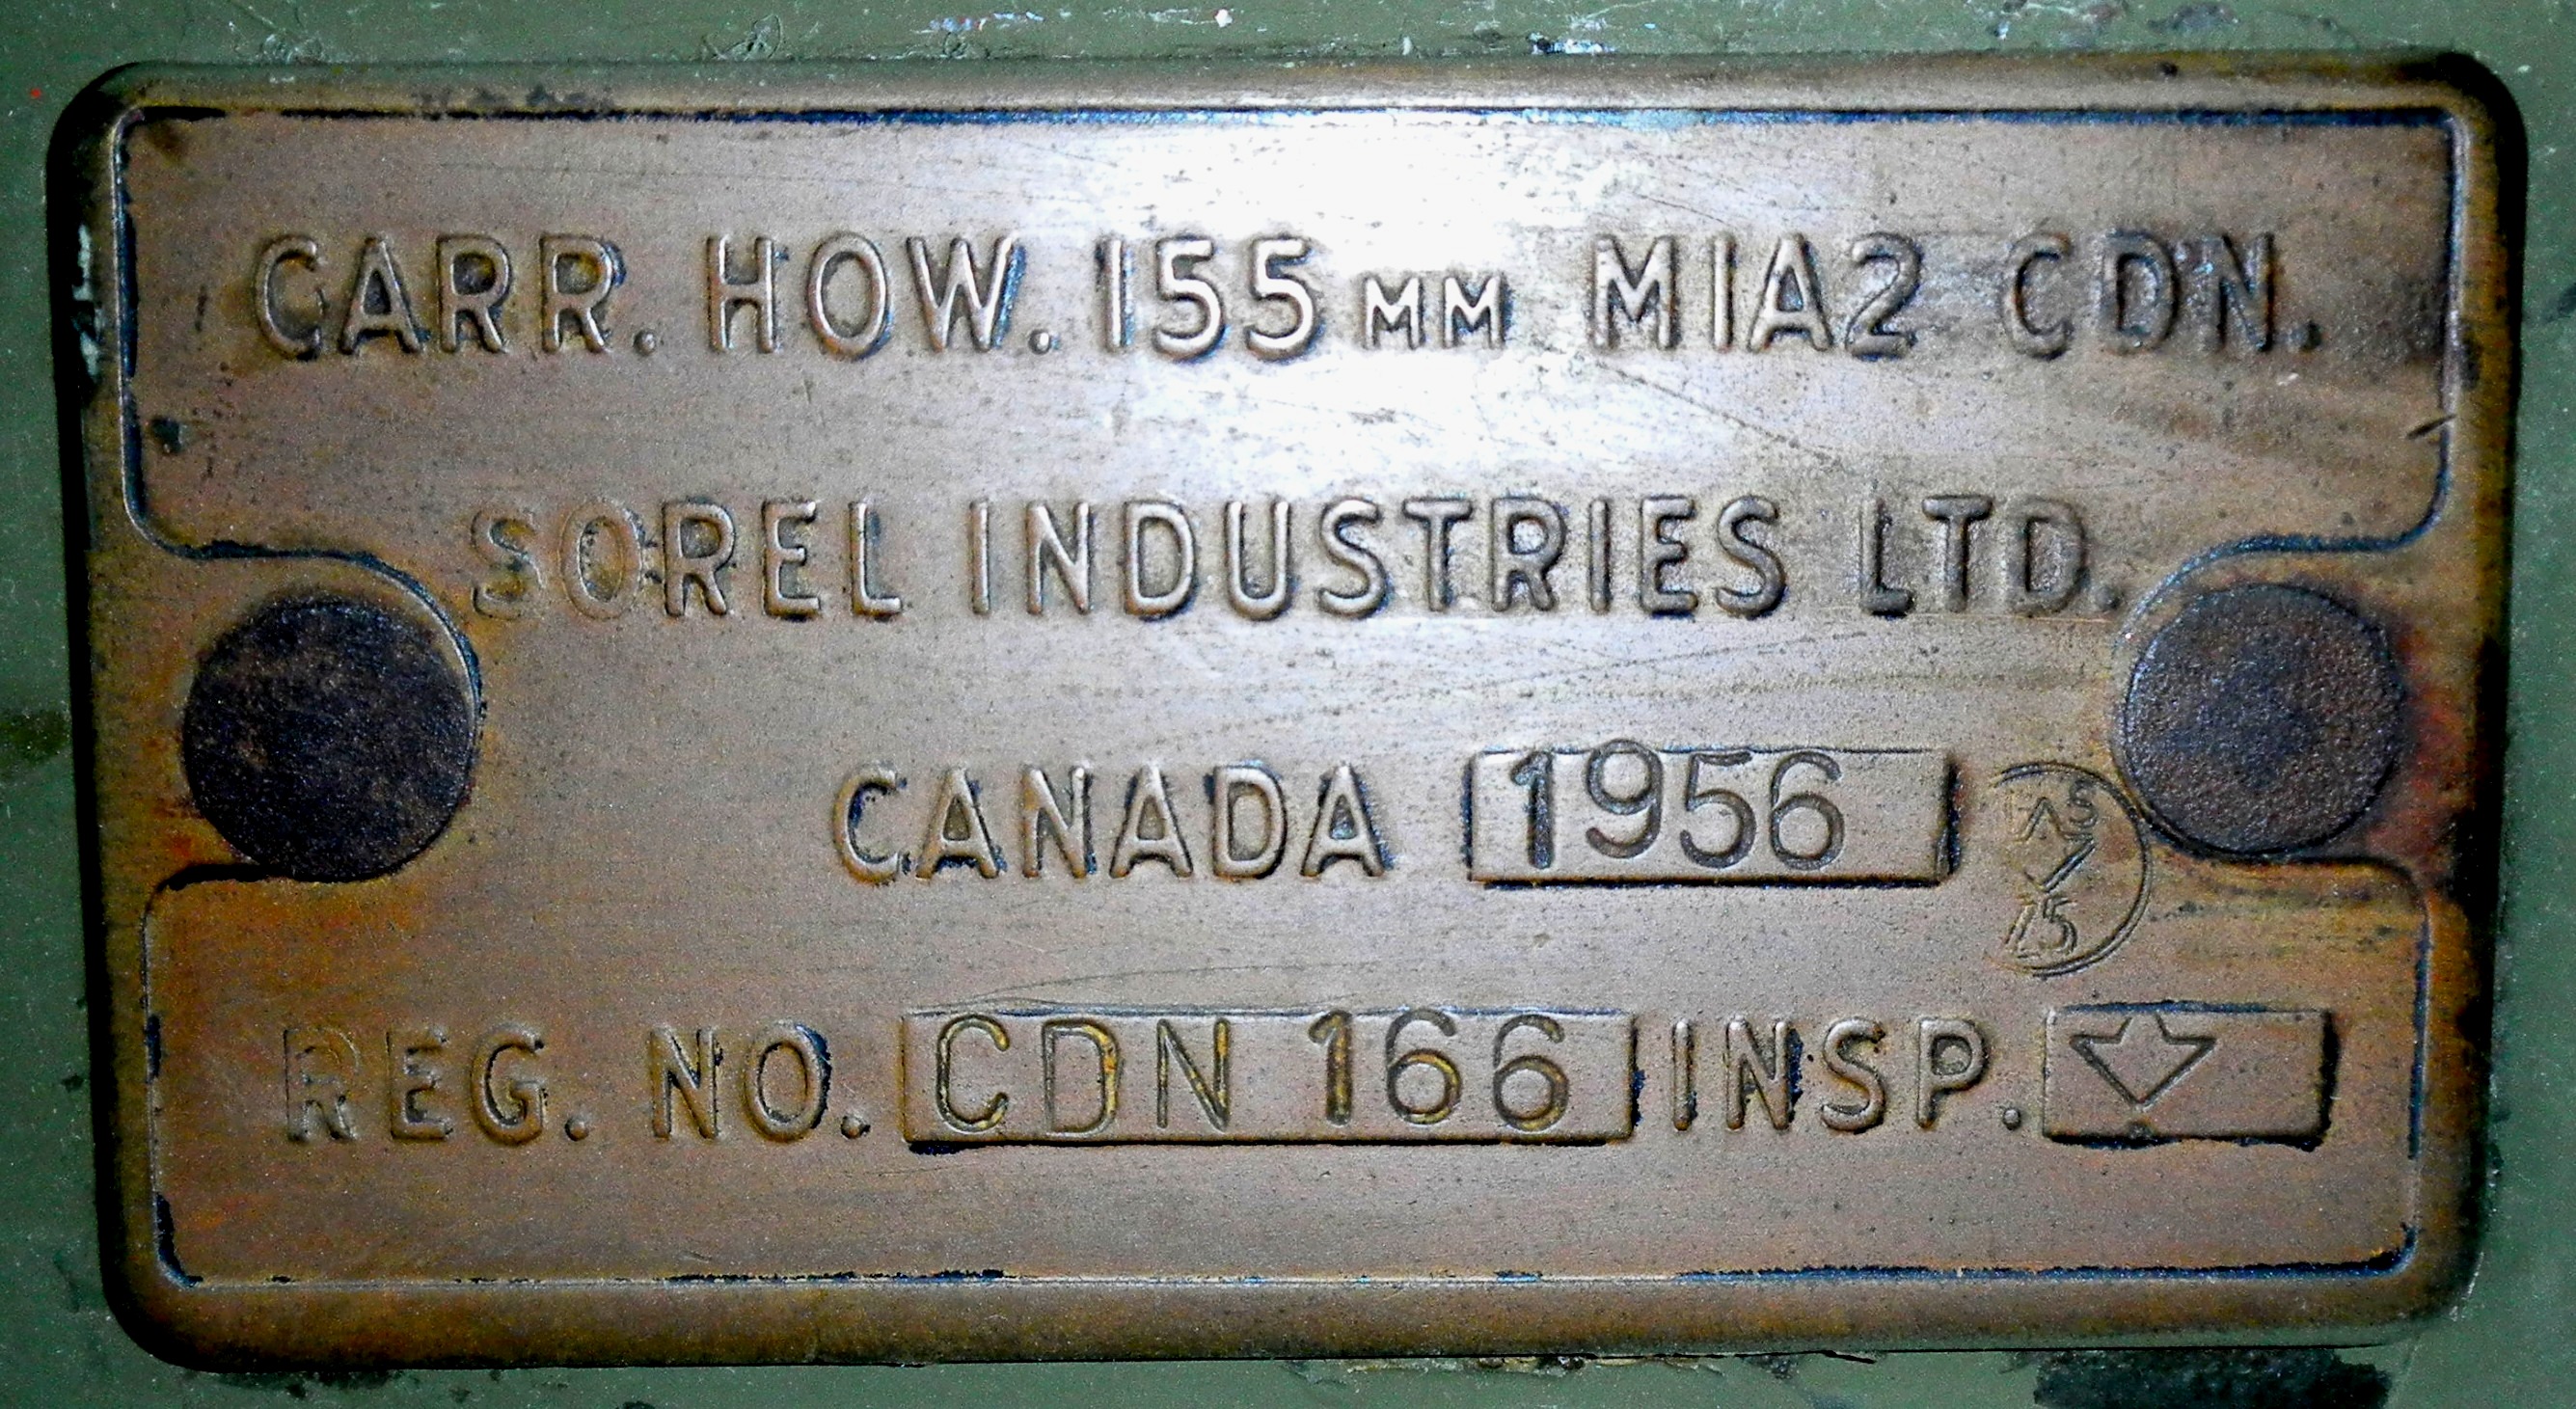 CARR. HOW. 155 MM M1A2 CDN.
SOREL INDUSTRIES LTD.
CANADA 1956
REG. NO. CDN 166 INSP.